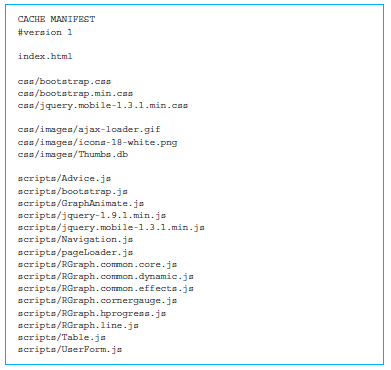 CACHE MANIFEST
#version 1
index.html
css/bootstrap.css
css/bootstrap.min.css
css/jquery.mobile-1.3.1.min.css
css/images/ajax-loader.gif
css/images/icons-18-white.png
css/images/Thumbs.db
scripts/Advice.js
scripts/bootstrap.js
scripts/GraphAnimate.js
scripts/jquery-1.9.1.min.js
scripts/jquery.mobile-1.3.1.min.js
scripts/Navigation.js
scripts/pageLoader.js
scripts/RGraph.common.core.js
scripts/RGraph.common.dynamic.js
scripts/RGraph.common.effects.js
scripts/RGraph.cornergauge.js
scripts/RGraph.hprogress.js
scripts/RGraph.line.js
scripts/Table.js
scripts/UserForm.js